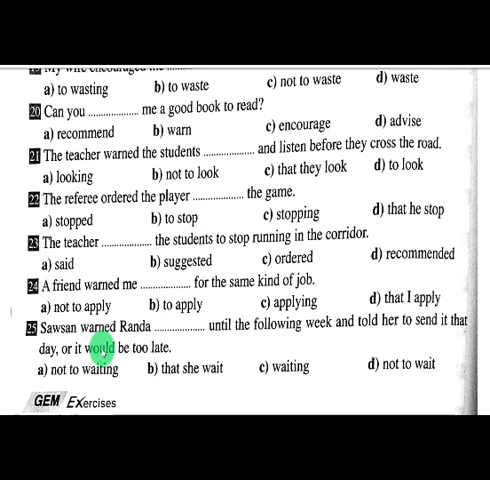 a) to wasting b) to waste c) not to waste d) waste
20 Can you .................. me a good book to read?
a) recommend b) warn c) encourage d) advise
21 The teacher warned the students .................. and listen before they cross the road.
a) looking b) not to look c) that they look d) to look
22 The referee ordered the player .................. the game.
a) stopped b) to stop c) stopping d) that he stop
23 The teacher .................. the students to stop running in the corridor.
a) said b) suggested c) ordered d) recommended
24 A friend warned me .................. for the same kind of job.
a) not to apply b) to apply c) applying d) that I apply
25 Sawsan warned Randa .................. until the following week and told her to send it that
day, or it would be too late.
a) not to waiting b) that she wait c) waiting d) not to wait
GEM Exercises